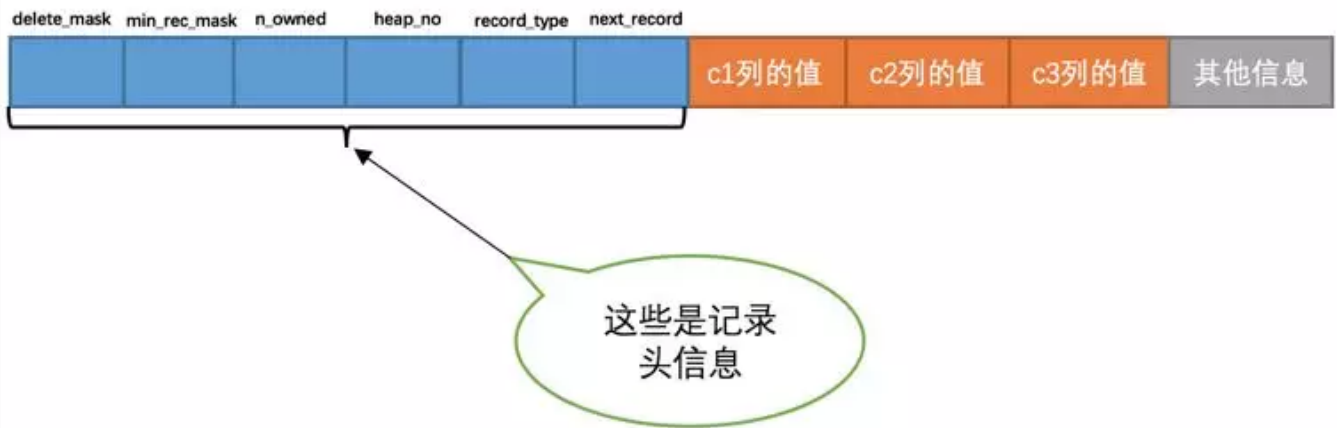 delete_mask min_rec_mask n_owned heap_no record_type next_record
c1列的值 c2列的值 c3列的值 其他信息
这些是记录
头信息